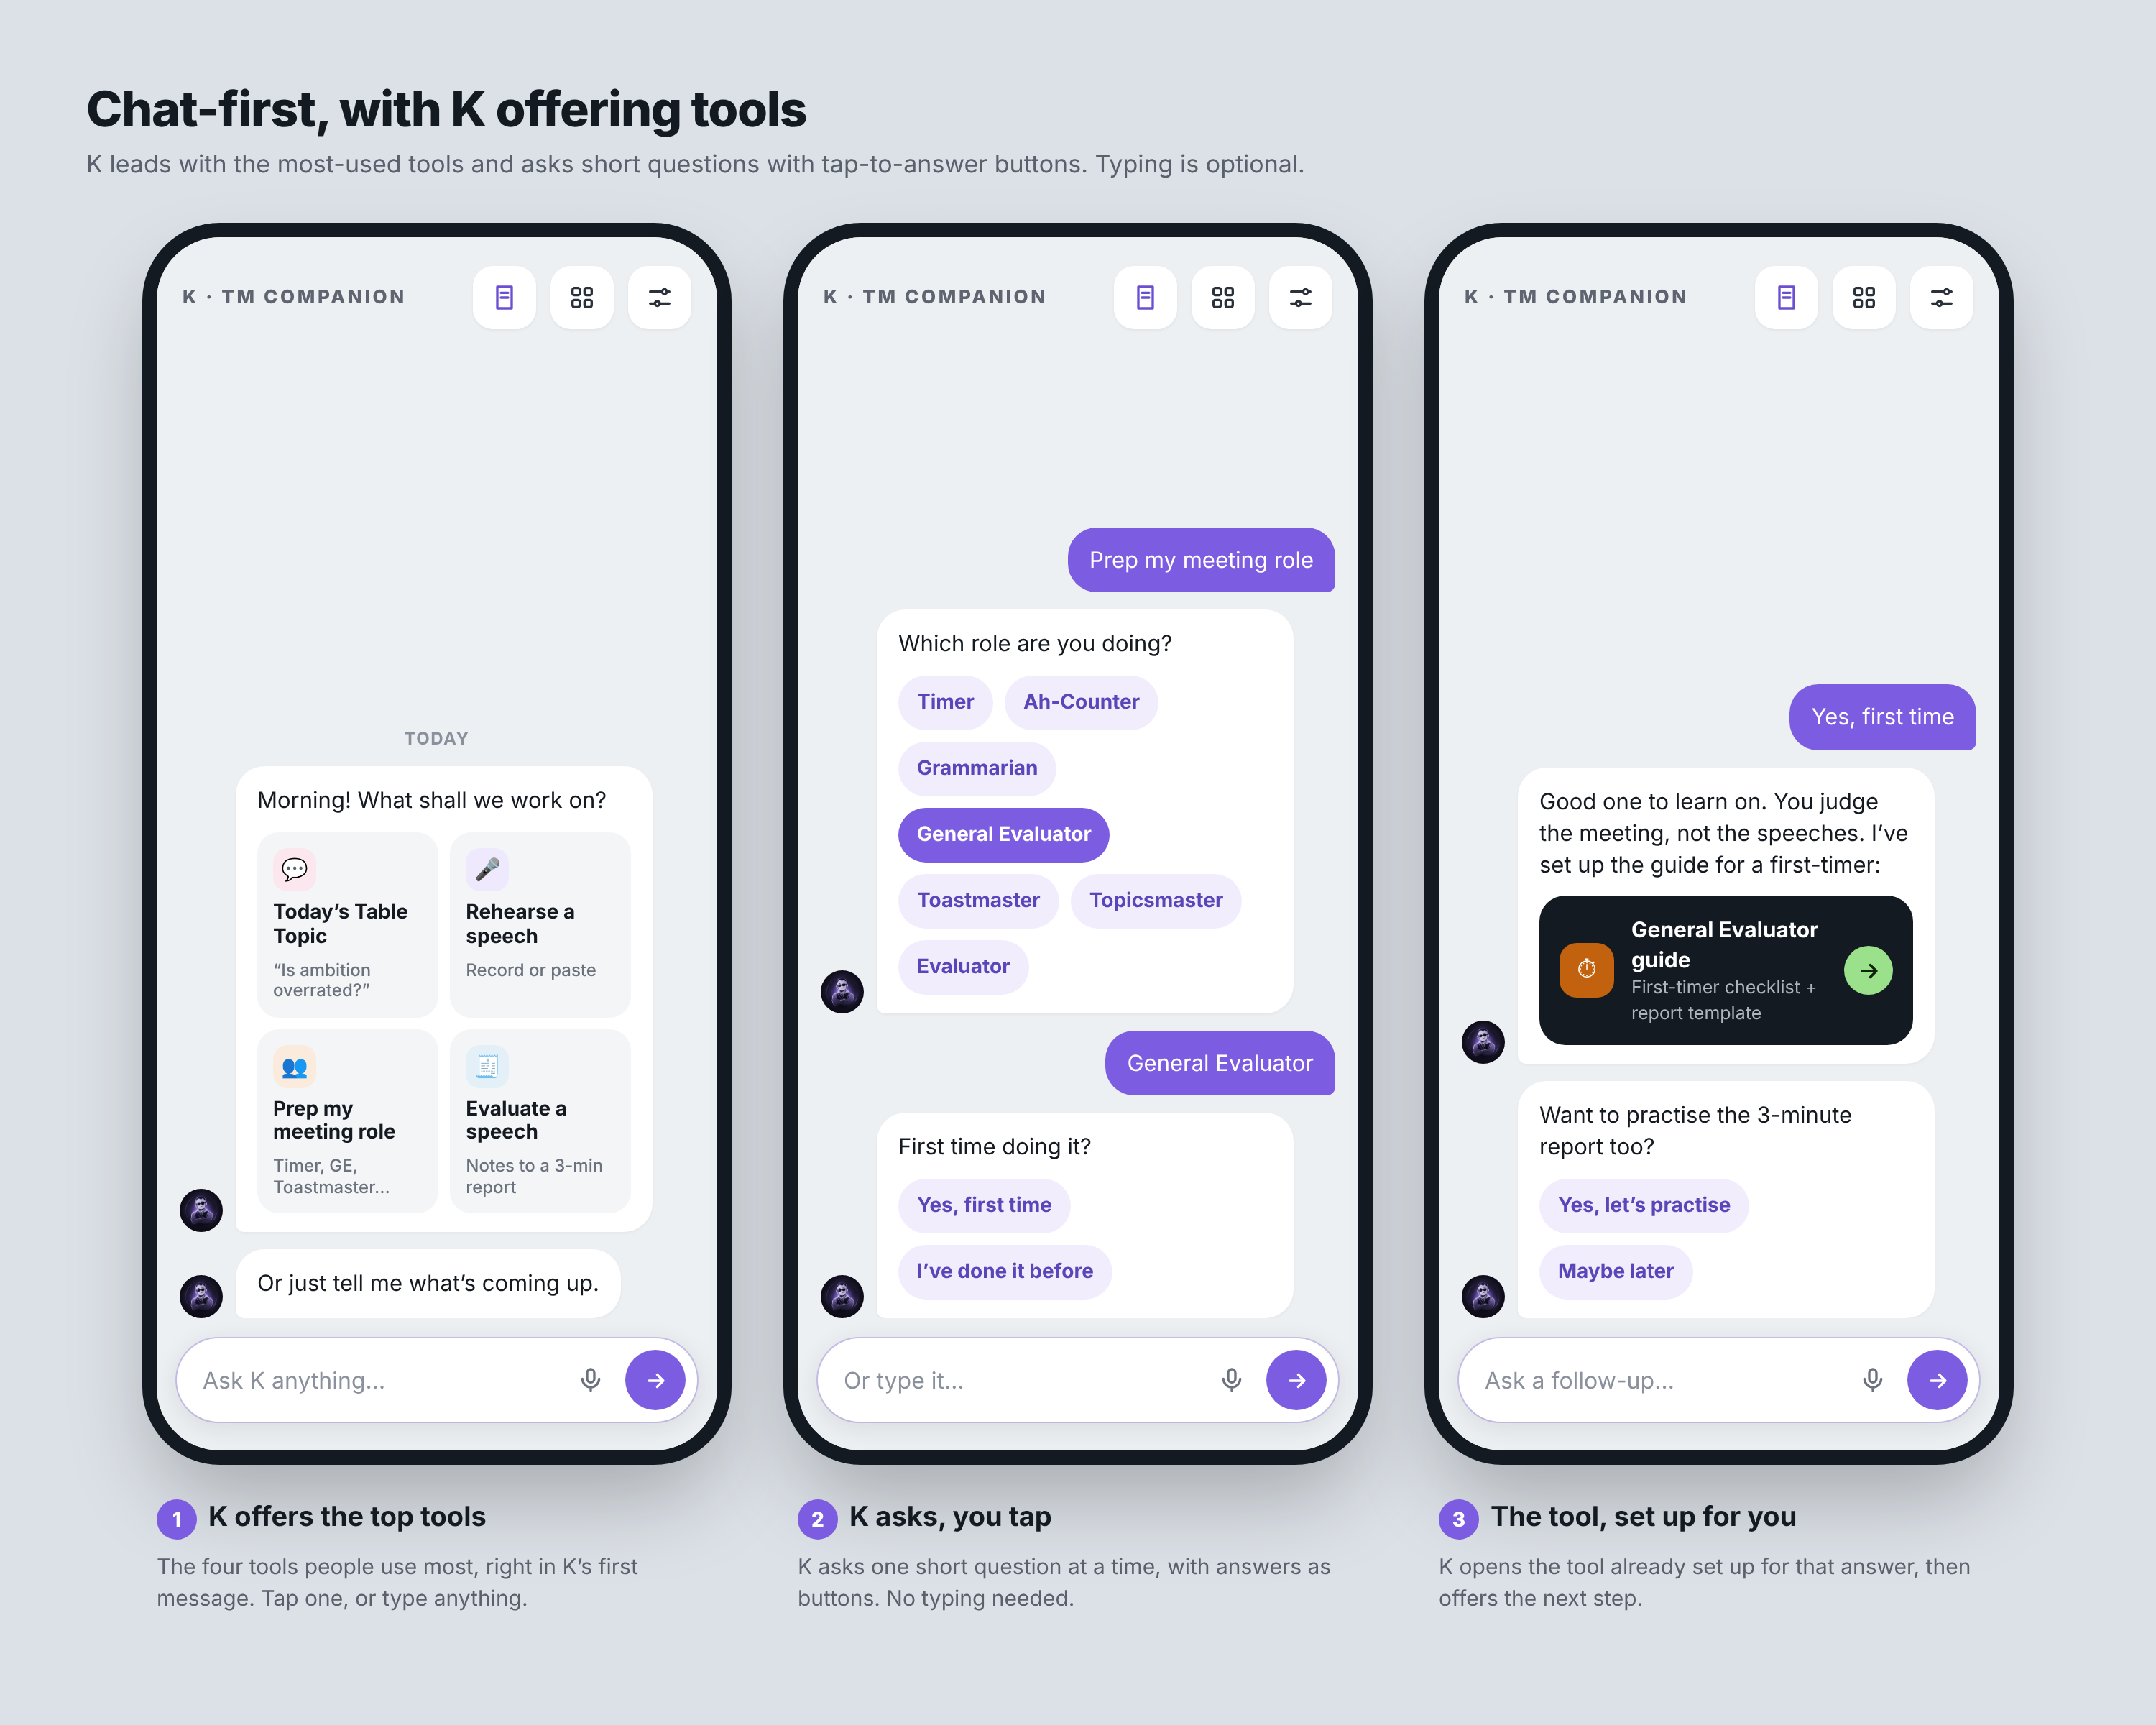 Chat-first, with K offering tools
K leads with the most-used tools and asks short questions with tap-to-answer buttons. Typing is optional.
K · TM COMPANION
TODAY
Morning! What shall we work on?
Today’s Table
Topic
“Is ambition
overrated?”
Rehearse a
speech
Record or paste
Prep my
meeting role
Timer, GE,
Toastmaster…
Evaluate a
speech
Notes to a 3-min
report
Or just tell me what’s coming up.
Ask K anything…
1 K offers the top tools
The four tools people use most, right in K’s first
message. Tap one, or type anything.
K · TM COMPANION
Prep my meeting role
Which role are you doing?
Timer Ah-Counter
Grammarian
General Evaluator
Toastmaster Topicsmaster
Evaluator
General Evaluator
First time doing it?
Yes, first time
I’ve done it before
Or type it…
2 K asks, you tap
K asks one short question at a time, with answers as
buttons. No typing needed.
K · TM COMPANION
Yes, first time
Good one to learn on. You judge
the meeting, not the speeches. I’ve
set up the guide for a first-timer:
General Evaluator
guide
First-timer checklist +
report template
Want to practise the 3-minute
report too?
Yes, let’s practise
Maybe later
Ask a follow-up…
3 The tool, set up for you
K opens the tool already set up for that answer, then
offers the next step.